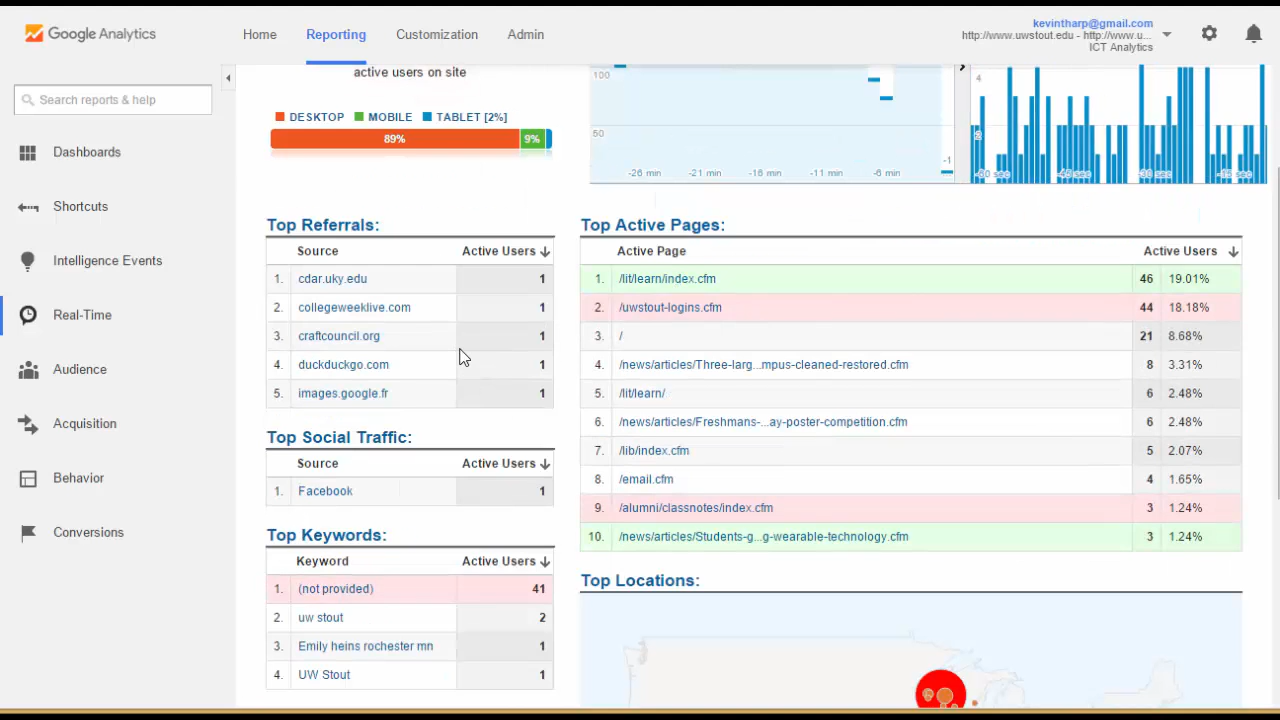 Google Analytics
Home
Reporting
Customization
Admin
kevintharp@gmail.com
http://www.uwstout.edu - http://www.u...
ICT Analytics
Search reports & help
Dashboards
Shortcuts
Intelligence Events
Real-Time
Audience
Acquisition
Behavior
Conversions
active users on site
DESKTOP MOBILE TABLET [2%]
89% 9%
100
50
-26 min -21 min -16 min -11 min -6 min
-1
4
2
-60 sec -45 sec -30 sec -15 sec
Top Referrals:
Source Active Users
1. cdar.uky.edu 1
2. collegeweeklive.com 1
3. craftcouncil.org 1
4. duckduckgo.com 1
5. images.google.fr 1
Top Social Traffic:
Source Active Users
1. Facebook 1
Top Keywords:
Keyword Active Users
1. (not provided) 41
2. uw stout 2
3. Emily heins rochester mn 1
4. UW Stout 1
Top Active Pages:
Active Page Active Users
1. /lit/learn/index.cfm 46 19.01%
2. /uwstout-logins.cfm 44 18.18%
3. / 21 8.68%
4. /news/articles/Three-larg...mpus-cleaned-restored.cfm 8 3.31%
5. /lit/learn/ 6 2.48%
6. /news/articles/Freshmans-...ay-poster-competition.cfm 6 2.48%
7. /lib/index.cfm 5 2.07%
8. /email.cfm 4 1.65%
9. /alumni/classnotes/index.cfm 3 1.24%
10. /news/articles/Students-g...g-wearable-technology.cfm 3 1.24%
Top Locations: